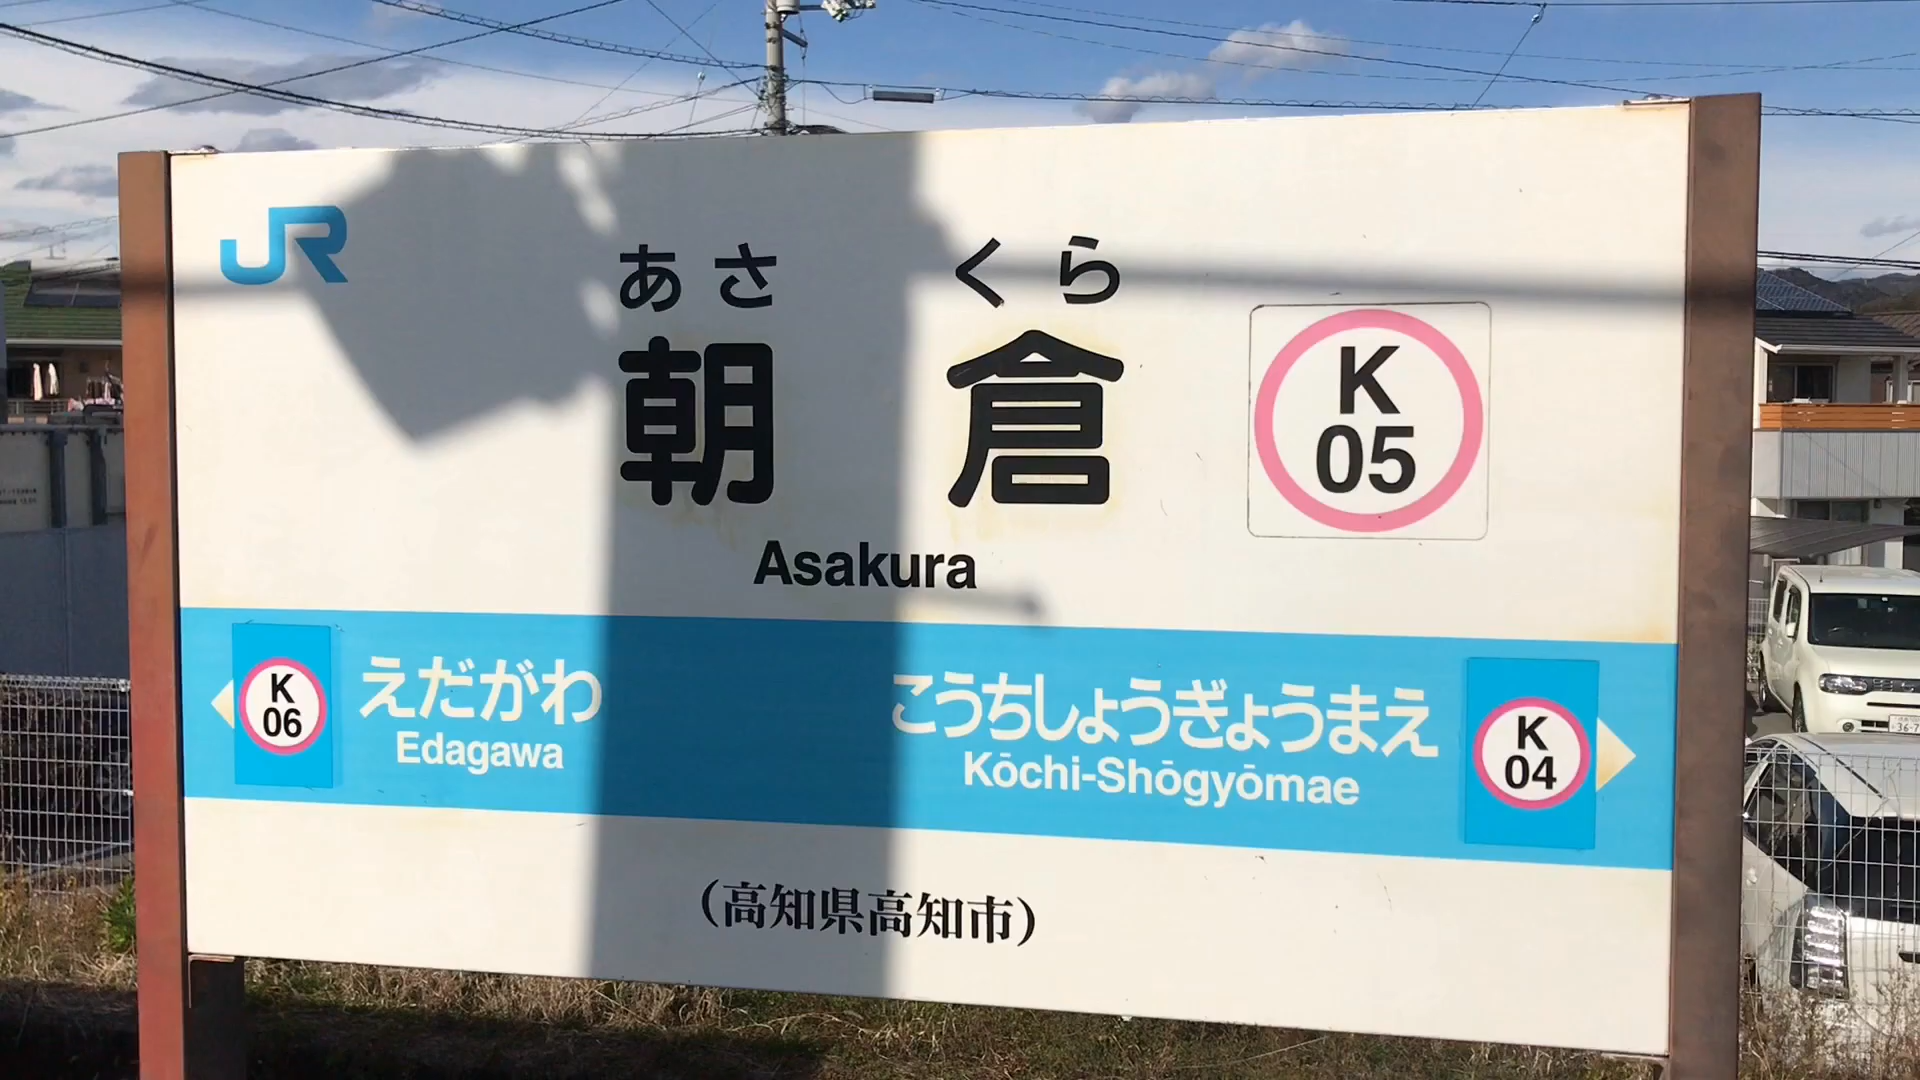 JR
あさくら
朝倉
K
05
Asakura
K
06
えだがわ
Edagawa
こうちしょうぎょうまえ
Kōchi-Shōgyōmae
K
04
(高知県高知市)